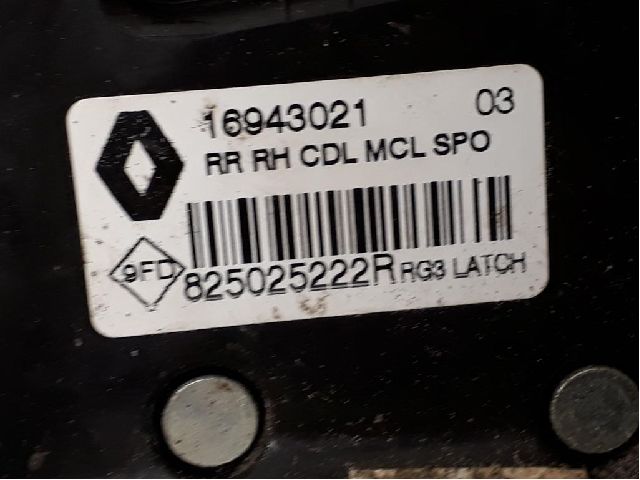 16943021 03
RR RH CDL MCL SPO
9FD
825025222R RG3 LATCH